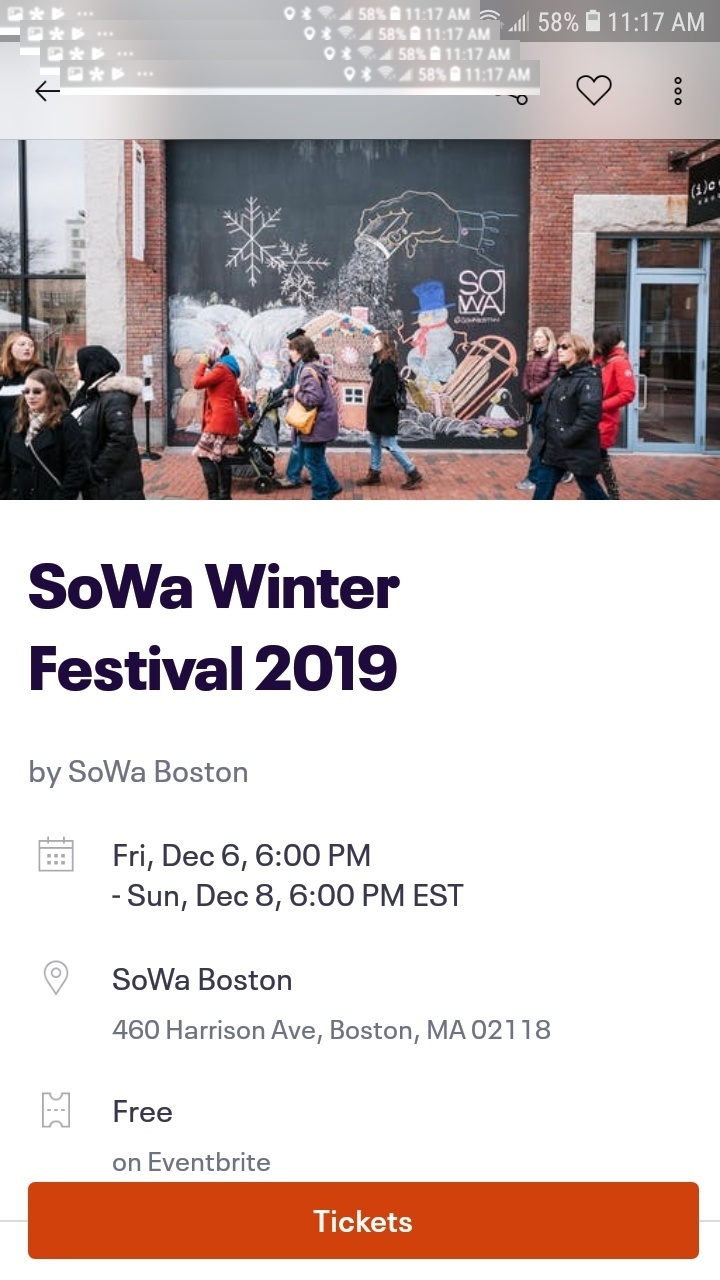 58% 11:17 AM
58% 11:17 AM
58% 11:17 AM
58% 11:17 AM
58% 11:17 AM
SO
WA
SoWa Winter
Festival 2019
by SoWa Boston
Fri, Dec 6, 6:00 PM
- Sun, Dec 8, 6:00 PM EST
SoWa Boston
460 Harrison Ave, Boston, MA 02118
Free
on Eventbrite
Tickets